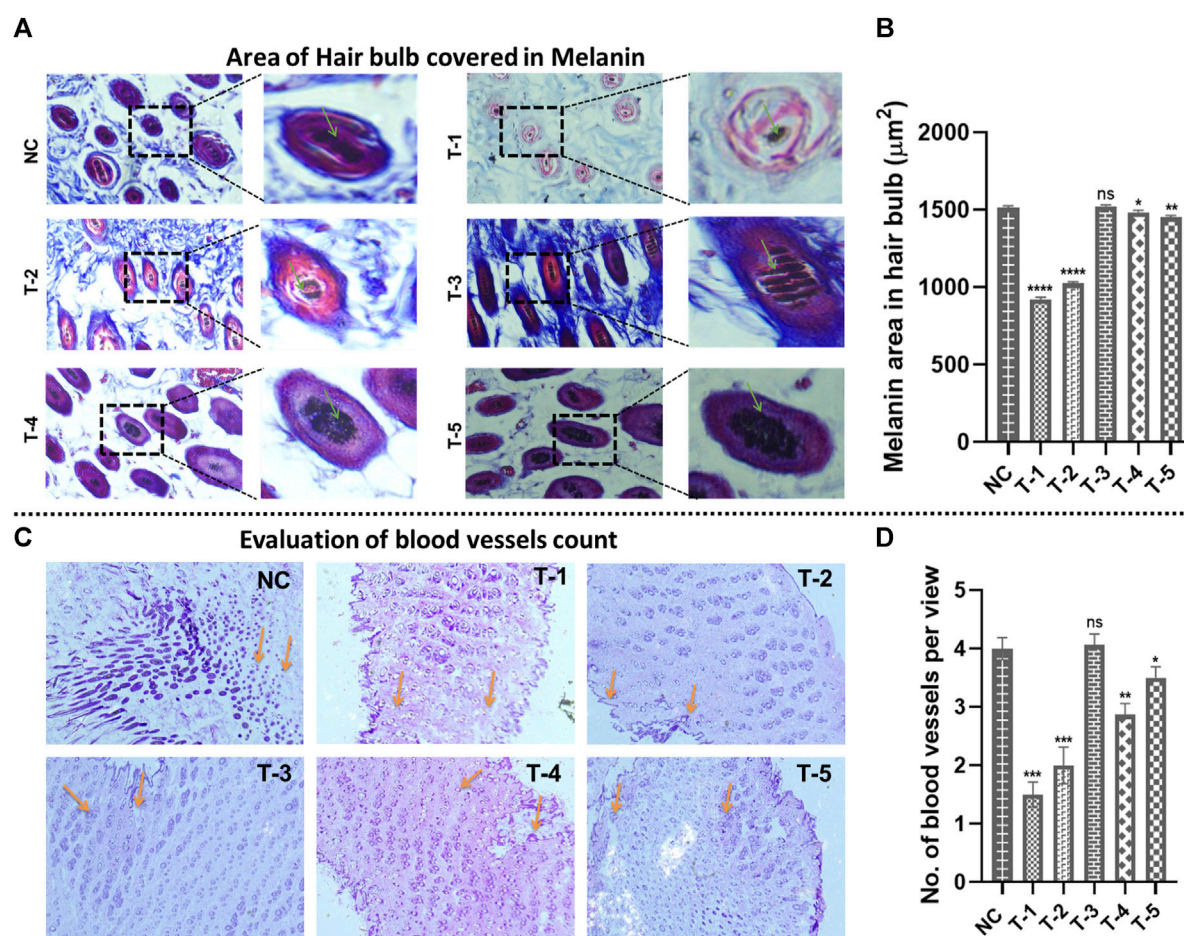 A
Area of Hair bulb covered in Melanin
NC
T-1
T-2
T-3
T-4
T-5
B
Melanin area in hair bulb (μm²)
2000
1500
1000
500
0
****
****
ns
*
**
NC
T-1
T-2
T-3
T-4
T-5
C
Evaluation of blood vessels count
NC
T-1
T-2
T-3
T-4
T-5
D
No. of blood vessels per view
5
4
3
2
1
0
***
***
ns
**
*
NC
T-1
T-2
T-3
T-4
T-5